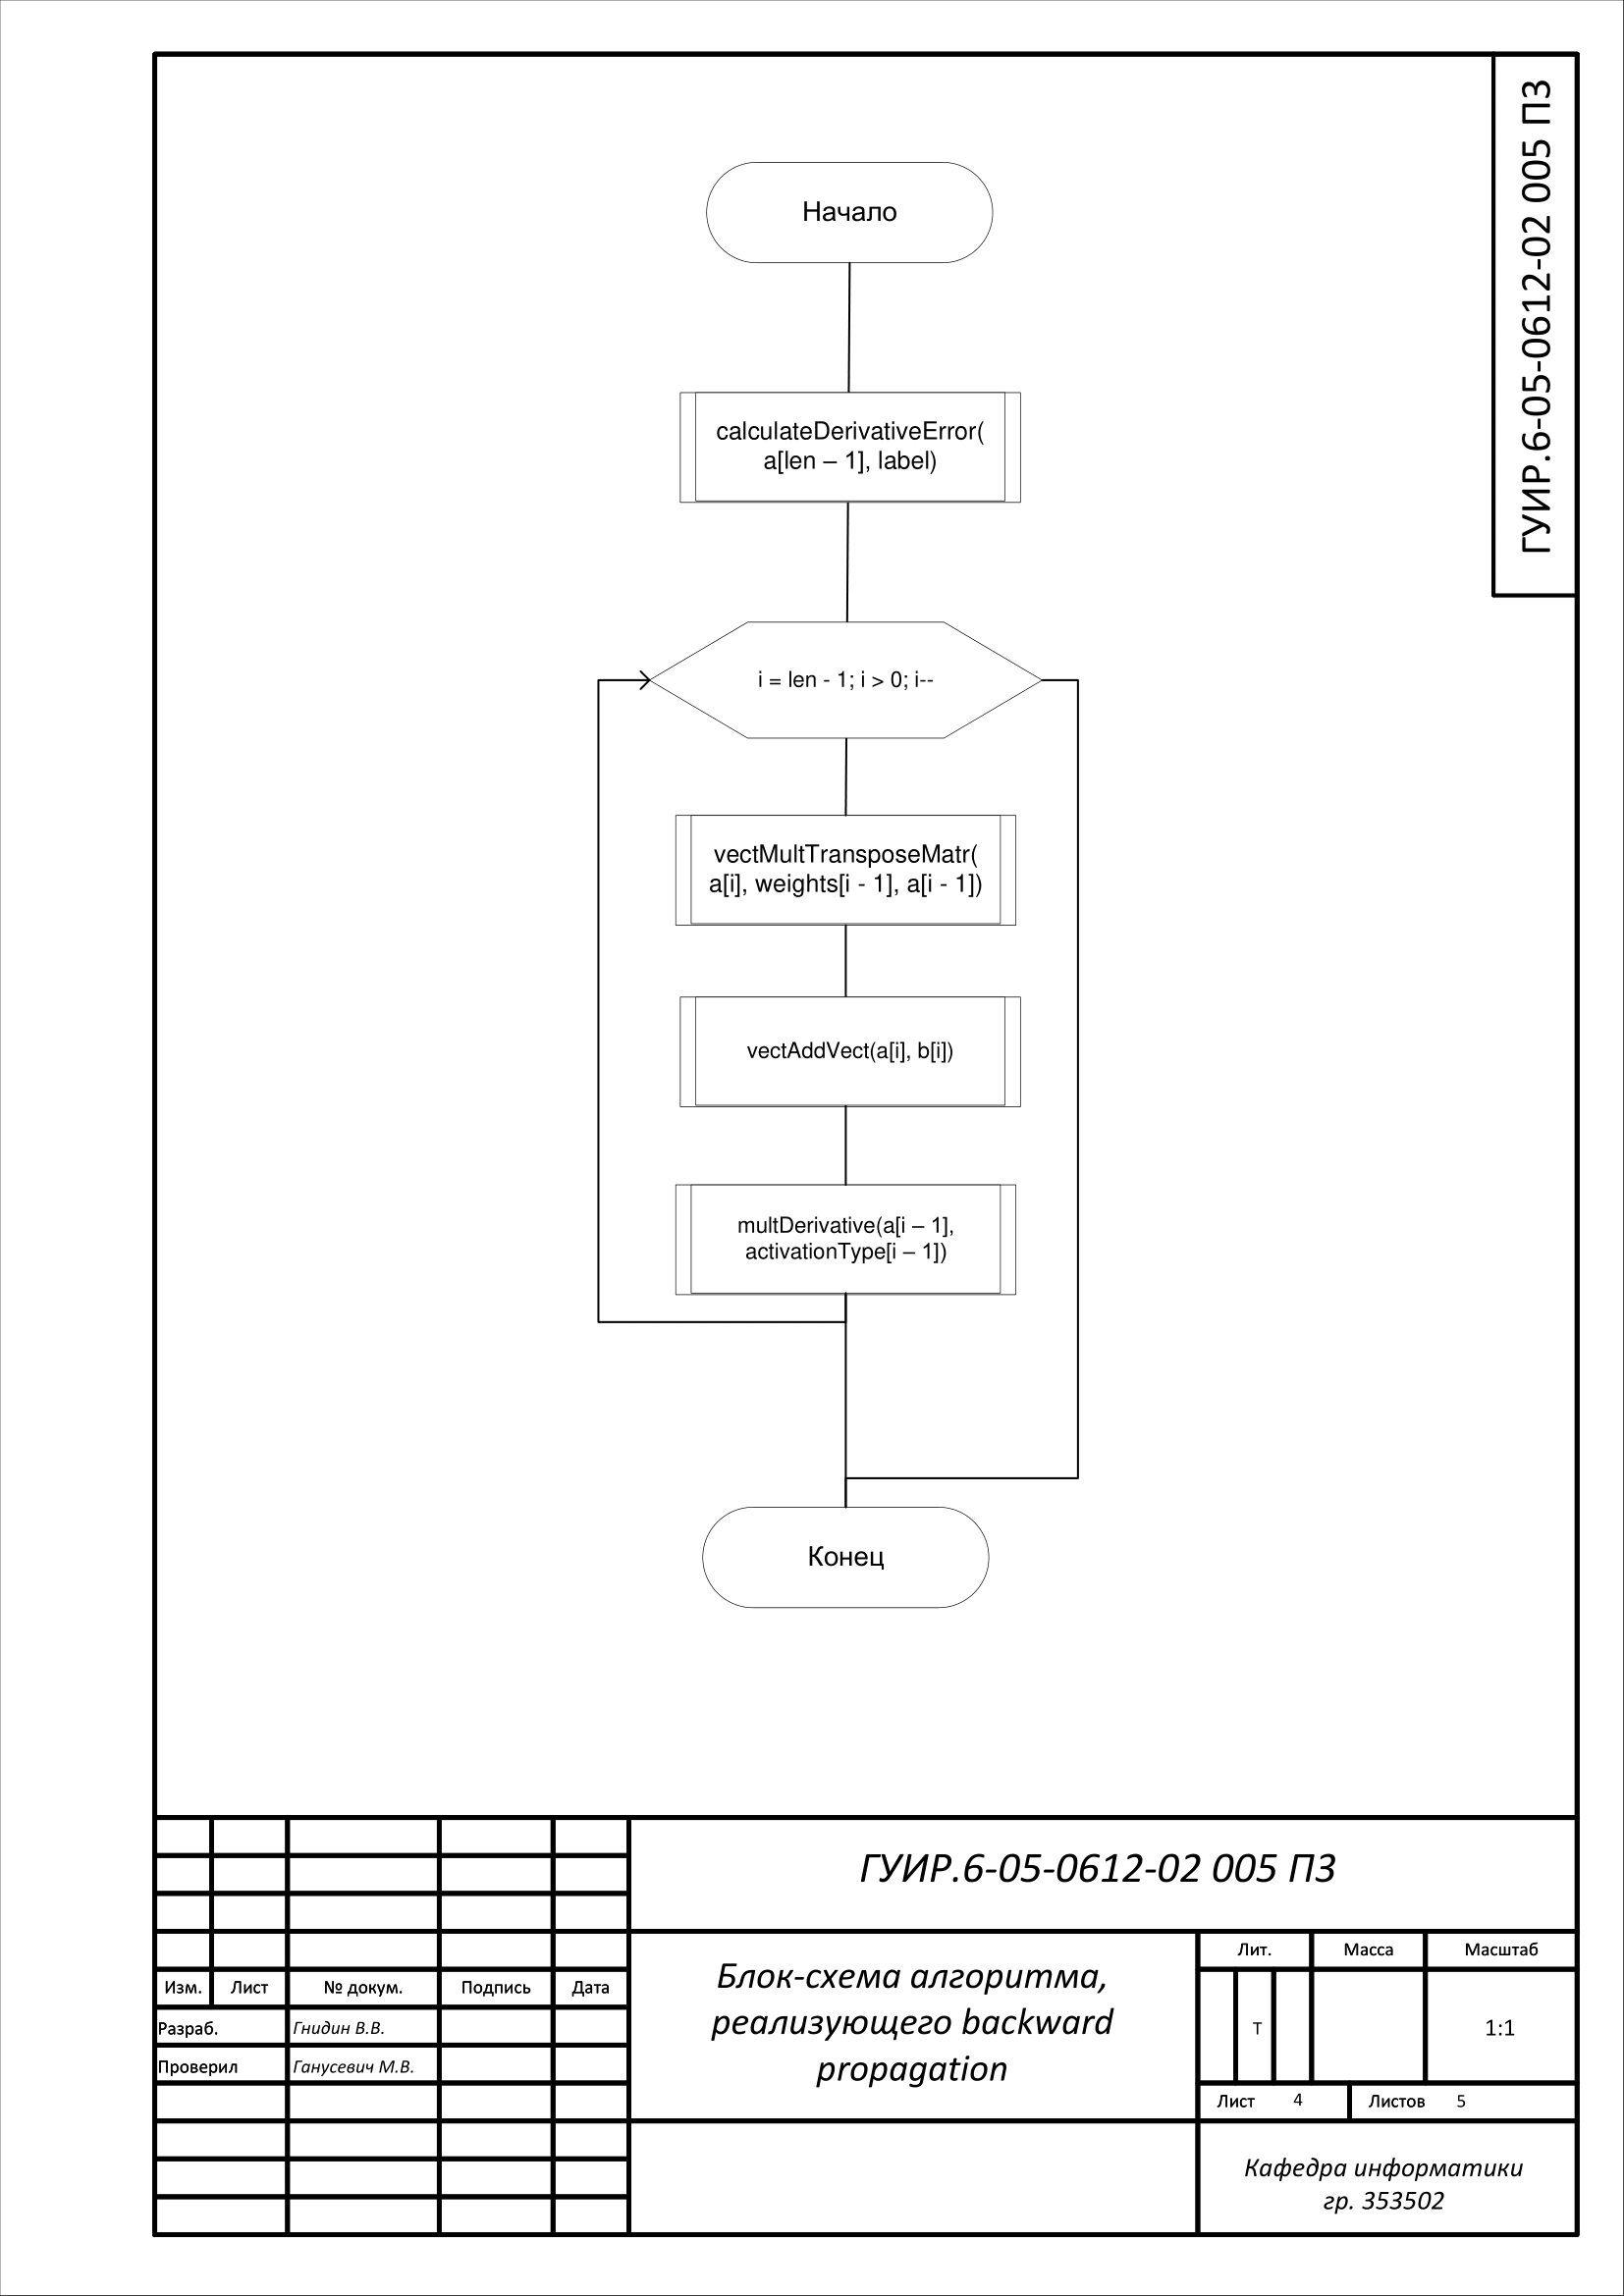 ГУИР.6-05-0612-02 005 ПЗ
Начало
calculateDerivativeError(
a[len – 1], label)
i = len - 1; i > 0; i--
vectMultTransposeMatr(
a[i], weights[i - 1], a[i - 1])
vectAddVect(a[i], b[i])
multDerivative(a[i – 1],
activationType[i – 1])
Конец
ГУИР.6-05-0612-02 005 ПЗ
Изм. Лист № докум. Подпись Дата
Разраб. Гнидин В.В.
Проверил Ганусевич М.В.
Блок-схема алгоритма,
реализующего backward
propagation
Лит. Масса Масштаб
Т 1:1
Лист 4 Листов 5
Кафедра информатики
гр. 353502